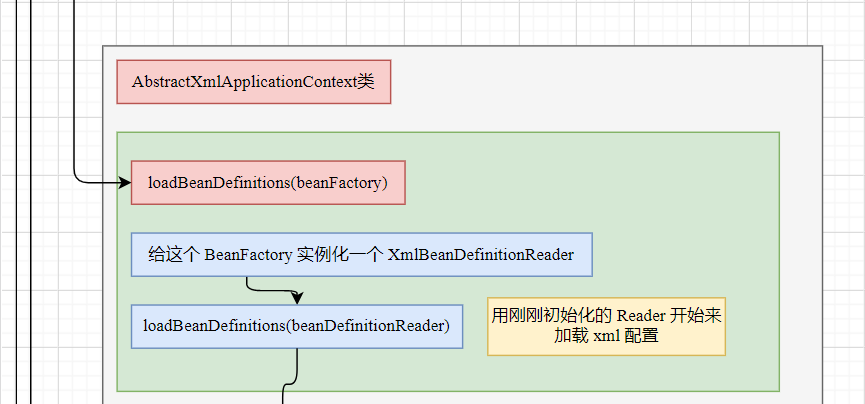 AbstractXmlApplicationContext类
loadBeanDefinitions(beanFactory)
给这个 BeanFactory 实例化一个 XmlBeanDefinitionReader
loadBeanDefinitions(beanDefinitionReader)
用刚刚初始化的 Reader 开始来
加载 xml 配置